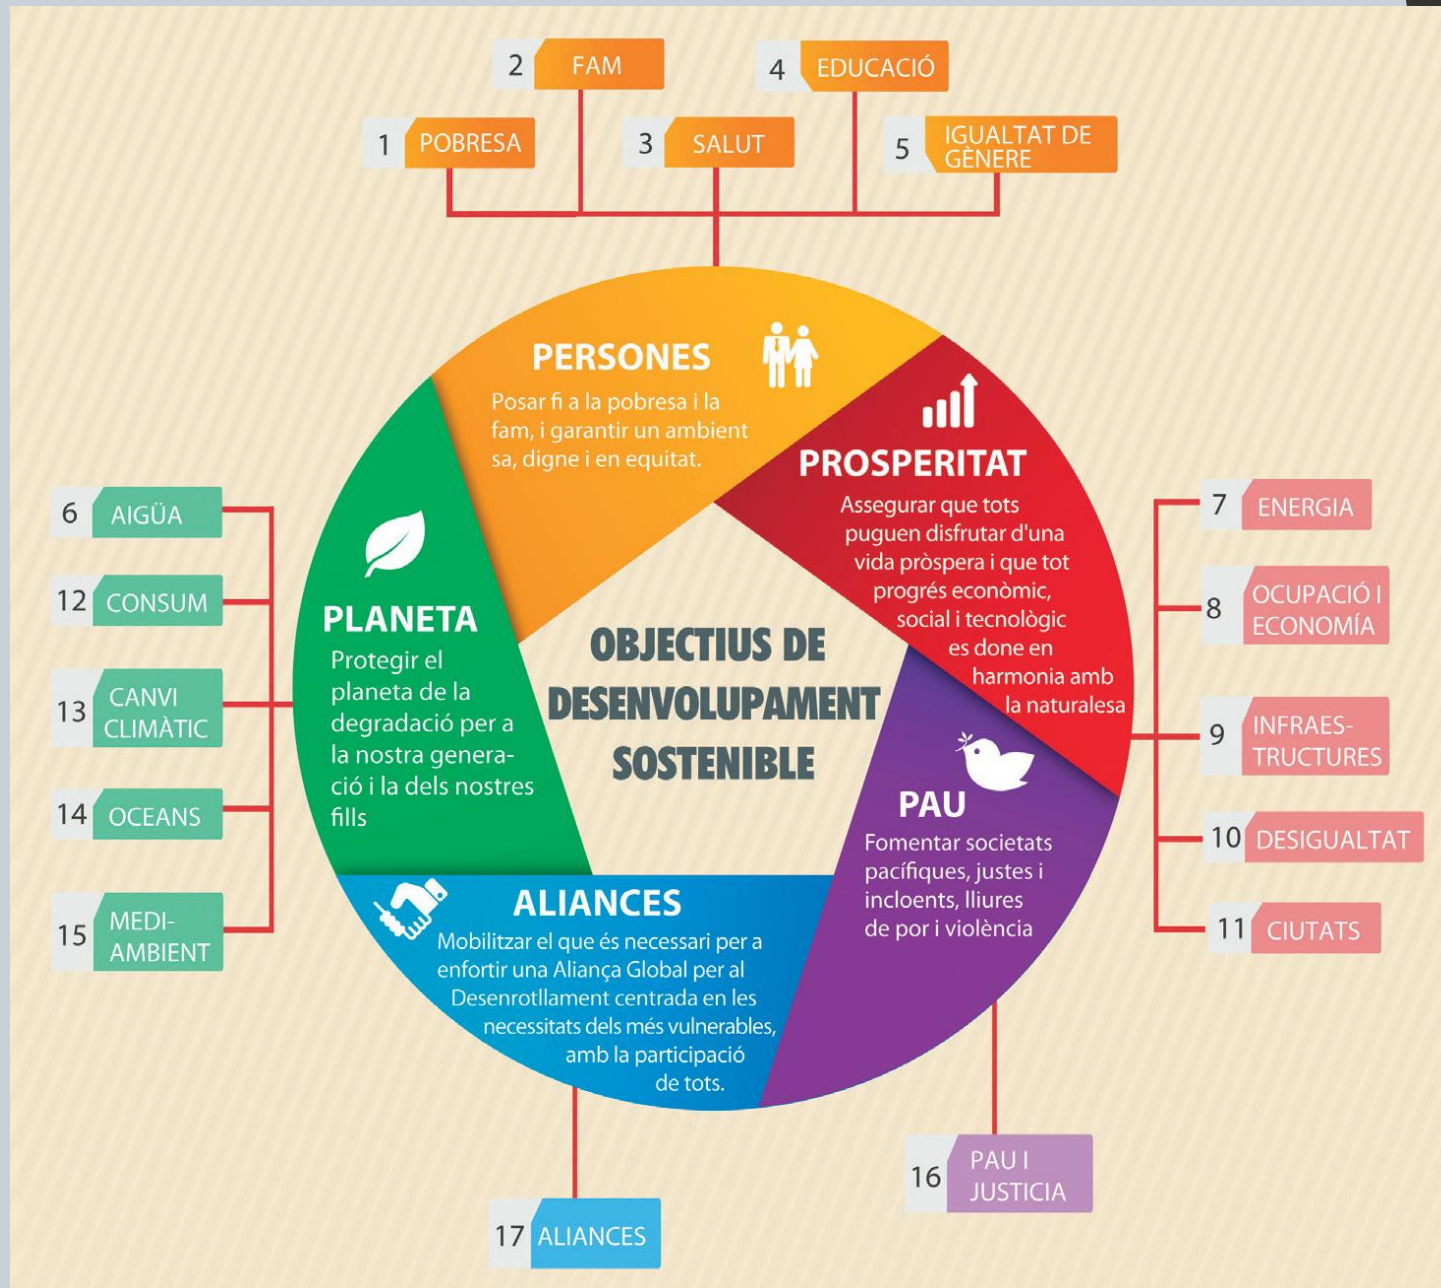 2 FAM
4 EDUCACIÓ
1 POBRESA
3 SALUT
5 IGUALTAT DE
GÈNERE
PERSONES
Posar fi a la pobresa i la
fam, i garantir un ambient
sa, digne i en equitat.
PROSPERITAT
Assegurar que tots
puguen disfrutar d'una
vida pròspera i que tot
progrés econòmic,
social i tecnològic
es done en
harmonia amb
la naturalesa
7 ENERGIA
8 OCUPACIÓ I
ECONOMÍA
9 INFRAES-
TRUCTURES
10 DESIGUALTAT
11 CIUTATS
6 AIGÜA
12 CONSUM
13 CANVI
CLIMÀTIC
14 OCEANS
15 MEDI-
AMBIENT
PLANETA
Protegir el
planeta de la
degradació per a
la nostra genera-
ció i la dels nostres
fills
OBJECTIUS DE
DESENVOLUPAMENT
SOSTENIBLE
PAU
Fomentar societats
pacífiques, justes i
incloents, lliures
de por i violència
ALIANCES
Mobilitzar el que és necessari per a
enfortir una Aliança Global per al
Desenrotllament centrada en les
necessitats dels més vulnerables,
amb la participació
de tots.
16 PAU I
JUSTICIA
17 ALIANCES